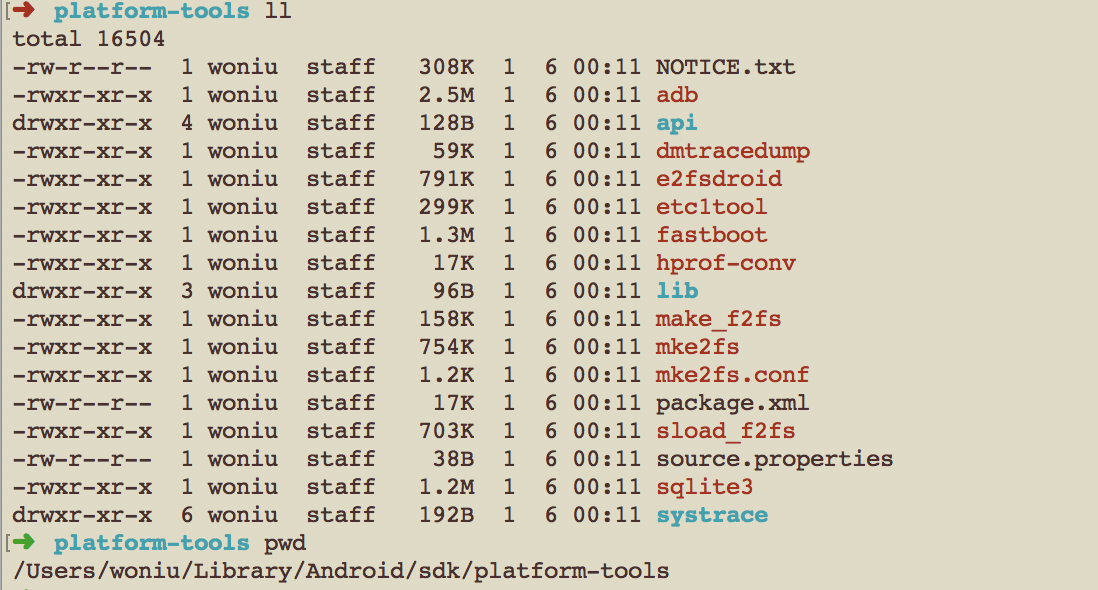 [➜ platform-tools ll
total 16504
-rw-r--r--  1 woniu  staff   308K  1  6 00:11 NOTICE.txt
-rwxr-xr-x  1 woniu  staff   2.5M  1  6 00:11 adb
drwxr-xr-x  4 woniu  staff   128B  1  6 00:11 api
-rwxr-xr-x  1 woniu  staff    59K  1  6 00:11 dmtracedump
-rwxr-xr-x  1 woniu  staff   791K  1  6 00:11 e2fsdroid
-rwxr-xr-x  1 woniu  staff   299K  1  6 00:11 etc1tool
-rwxr-xr-x  1 woniu  staff   1.3M  1  6 00:11 fastboot
-rwxr-xr-x  1 woniu  staff    17K  1  6 00:11 hprof-conv
drwxr-xr-x  3 woniu  staff    96B  1  6 00:11 lib
-rwxr-xr-x  1 woniu  staff   158K  1  6 00:11 make_f2fs
-rwxr-xr-x  1 woniu  staff   754K  1  6 00:11 mke2fs
-rwxr-xr-x  1 woniu  staff   1.2K  1  6 00:11 mke2fs.conf
-rw-r--r--  1 woniu  staff    17K  1  6 00:11 package.xml
-rwxr-xr-x  1 woniu  staff   703K  1  6 00:11 sload_f2fs
-rw-r--r--  1 woniu  staff    38B  1  6 00:11 source.properties
-rwxr-xr-x  1 woniu  staff   1.2M  1  6 00:11 sqlite3
drwxr-xr-x  6 woniu  staff   192B  1  6 00:11 systrace
[➜ platform-tools pwd
/Users/woniu/Library/Android/sdk/platform-tools